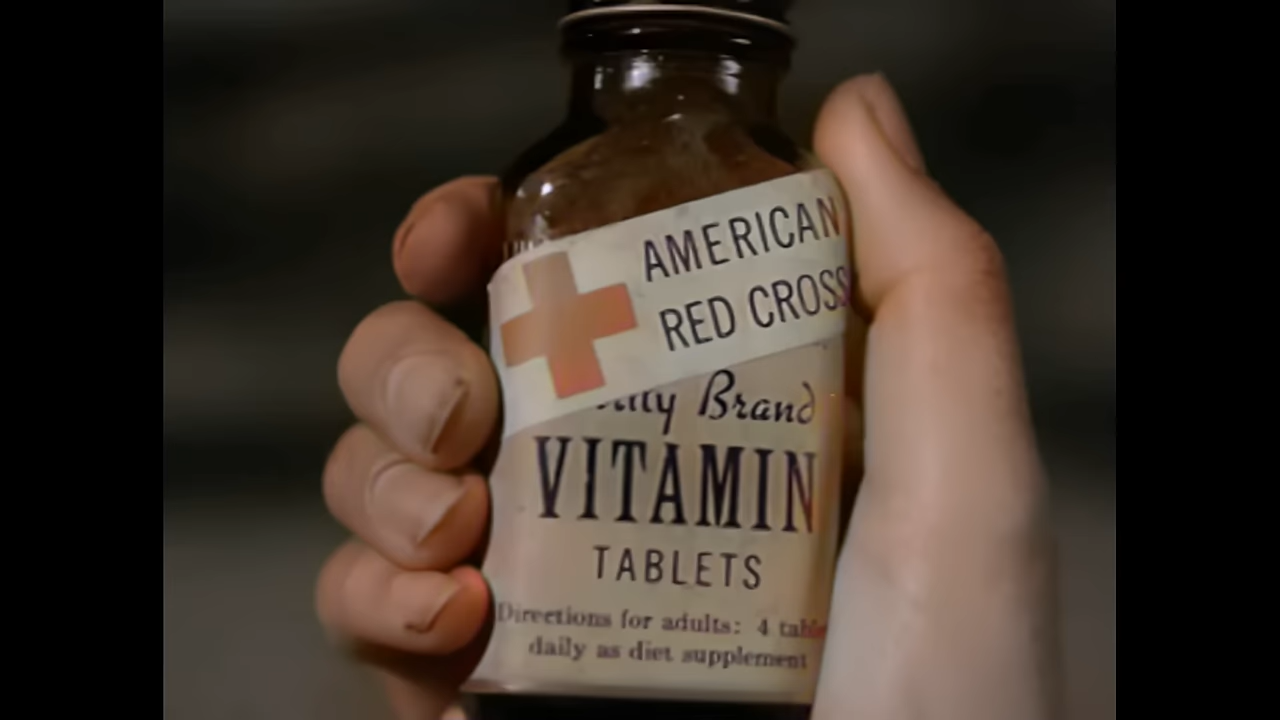 AMERICAN
RED CROSS
Brand
VITAMIN
TABLETS
Directions for adults: 4
daily as diet supplement